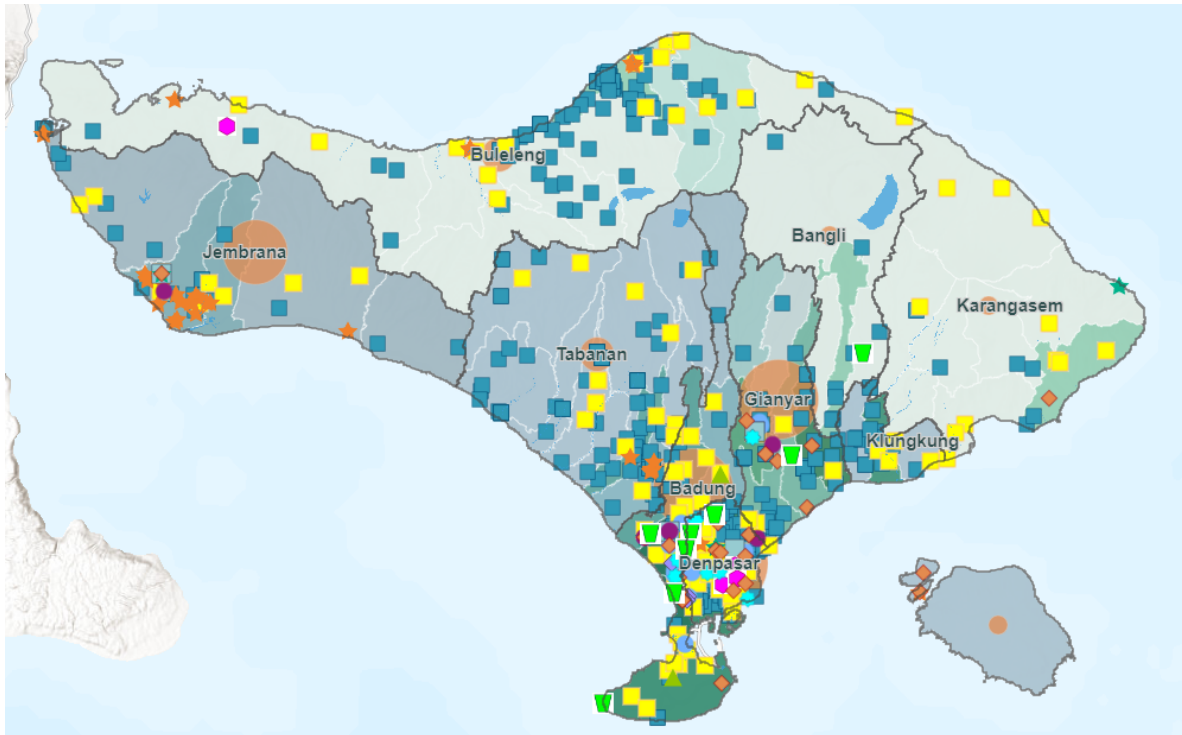 Buleleng
Bangli
Jembrana
Karangasem
Tabanan
Gianyar
Klungkung
Badung
Denpasar